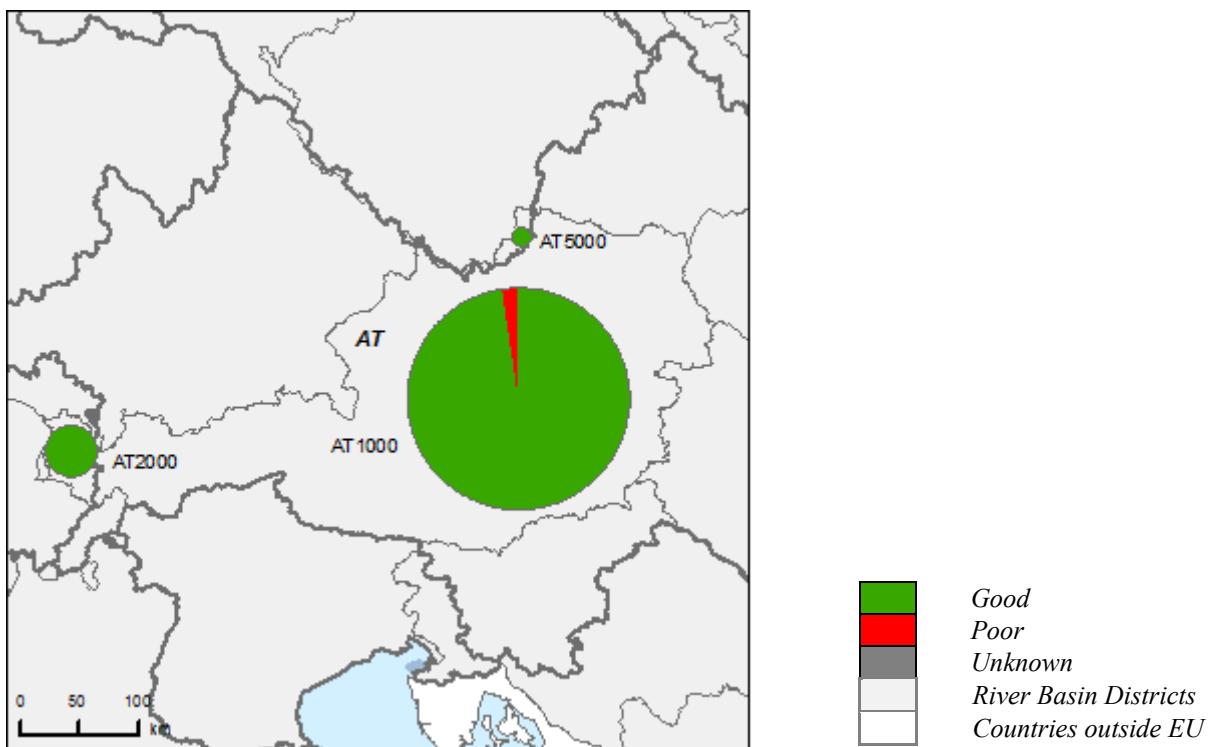 AT5000
AT
AT1000
AT2000
0 50 100
km
Good
Poor
Unknown
River Basin Districts
Countries outside EU